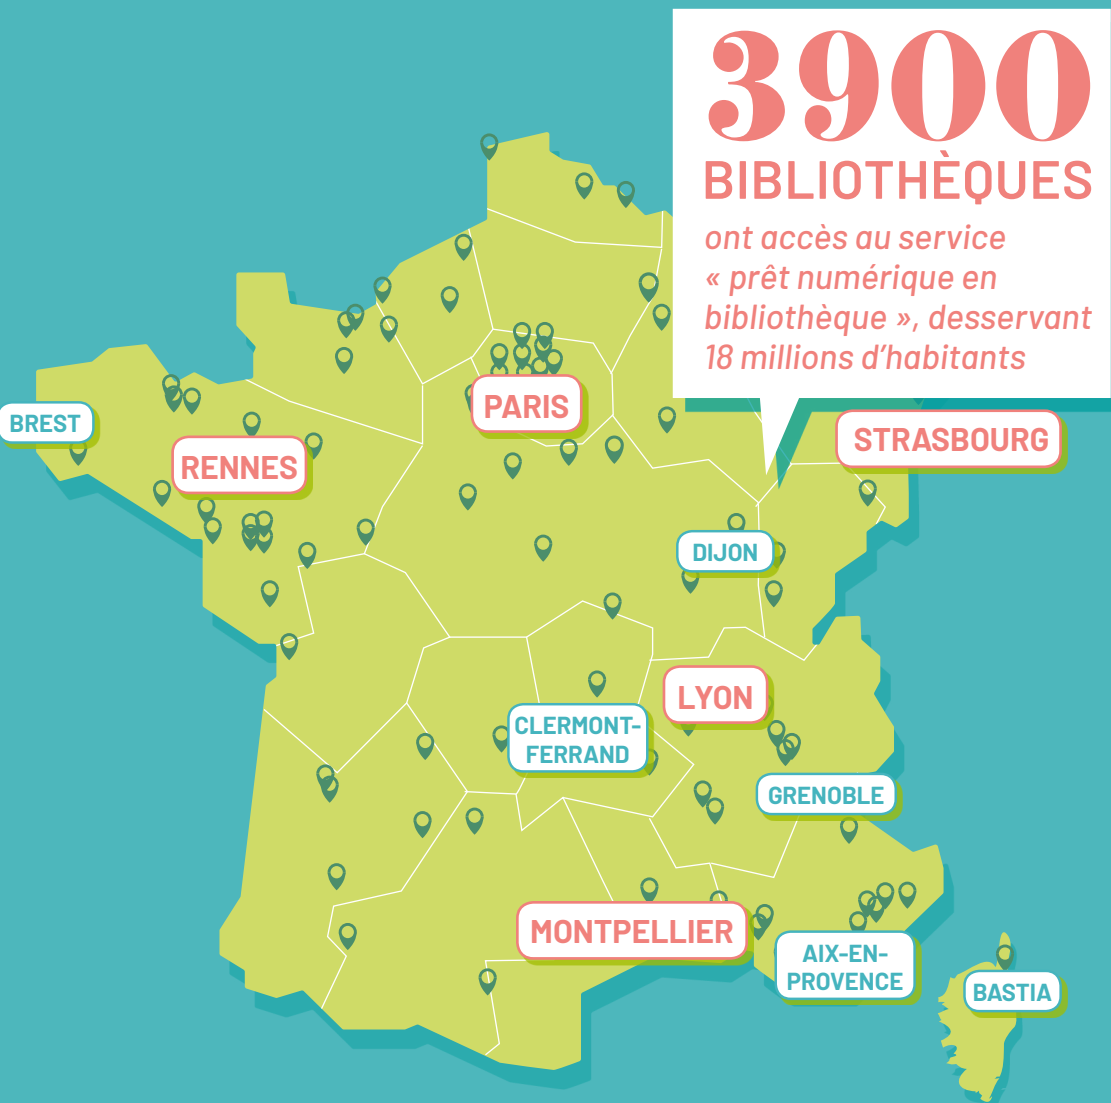 3900
BIBLIOTHÈQUES
ont accès au service
« prêt numérique en
bibliothèque », desservant
18 millions d’habitants
BREST
PARIS
STRASBOURG
RENNES
DIJON
LYON
CLERMONT-
FERRAND
GRENOBLE
MONTPELLIER
AIX-EN-
PROVENCE
BASTIA